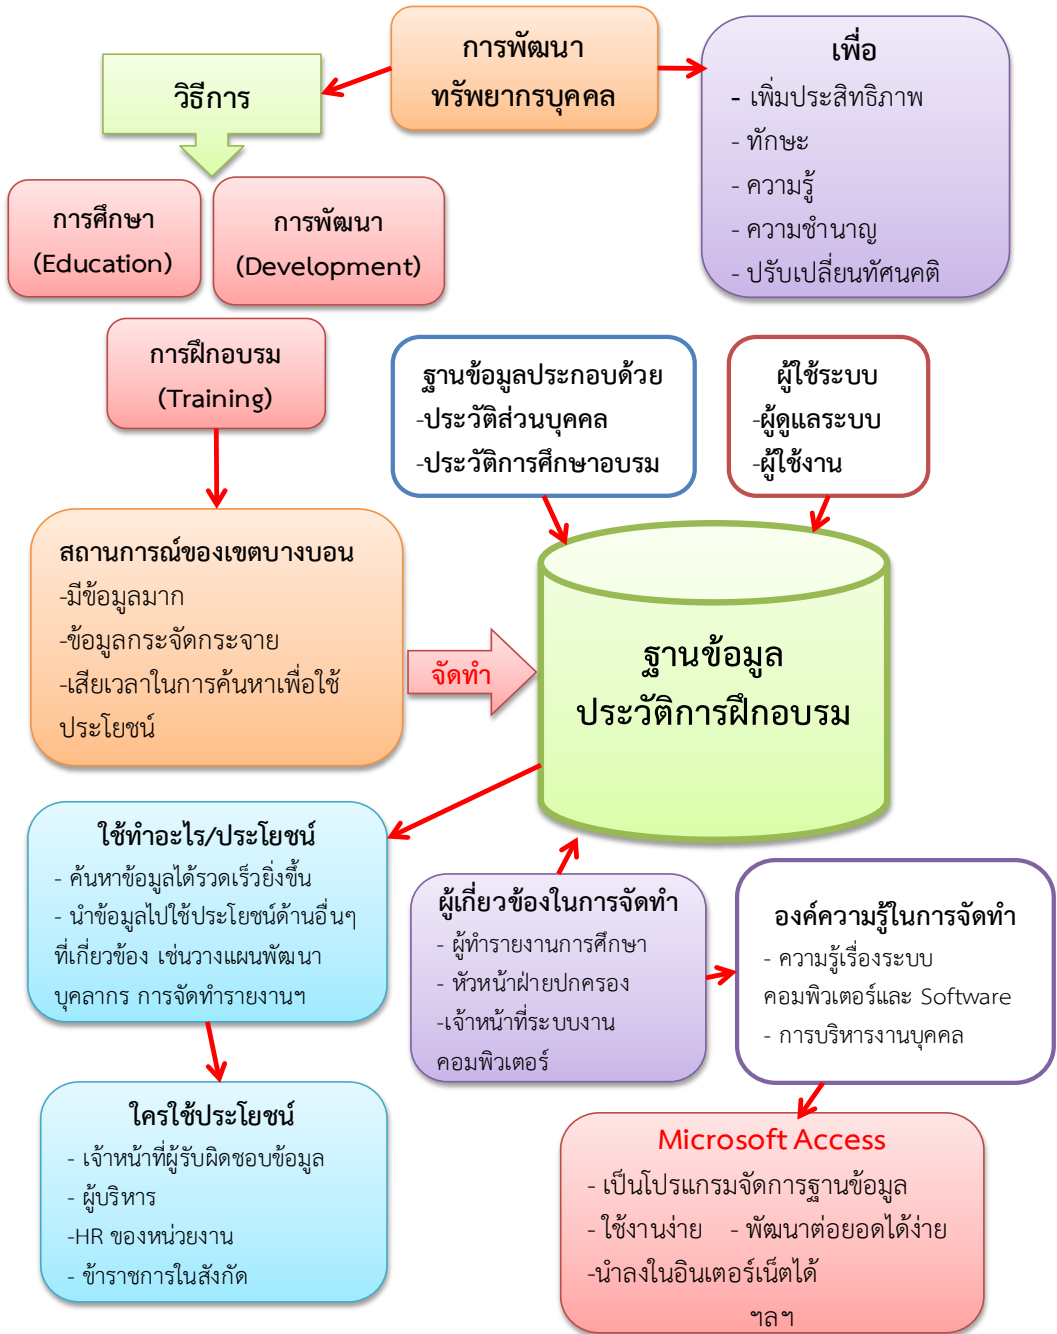 การพัฒนา
ทรัพยากรบุคคล
วิธีการ
เพื่อ
- เพิ่มประสิทธิภาพ
- ทักษะ
- ความรู้
- ความชำนาญ
- ปรับเปลี่ยนทัศนคติ
การศึกษา
(Education)
การพัฒนา
(Development)
การฝึกอบรม
(Training)
ฐานข้อมูลประกอบด้วย
-ประวัติส่วนบุคคล
-ประวัติการศึกษาอบรม
ผู้ใช้ระบบ
-ผู้ดูแลระบบ
-ผู้ใช้งาน
สถานการณ์ของเขตบางบอน
-มีข้อมูลมาก
-ข้อมูลกระจัดกระจาย
-เสียเวลาในการค้นหาเพื่อใช้
ประโยชน์
จัดทำ
ฐานข้อมูล
ประวัติการฝึกอบรม
ใช้ทำอะไร/ประโยชน์
- ค้นหาข้อมูลได้รวดเร็วยิ่งขึ้น
- นำข้อมูลไปใช้ประโยชน์ด้านอื่นๆ
ที่เกี่ยวข้อง เช่นวางแผนพัฒนา
บุคลากร การจัดทำรายงานฯ
ผู้เกี่ยวข้องในการจัดทำ
- ผู้ทำรายงานการศึกษา
- หัวหน้าฝ่ายปกครอง
-เจ้าหน้าที่ระบบงาน
คอมพิวเตอร์
องค์ความรู้ในการจัดทำ
- ความรู้เรื่องระบบ
คอมพิวเตอร์และ Software
- การบริหารงานบุคคล
ใครใช้ประโยชน์
- เจ้าหน้าที่ผู้รับผิดชอบข้อมูล
- ผู้บริหาร
-HR ของหน่วยงาน
- ข้าราชการในสังกัด
Microsoft Access
- เป็นโปรแกรมจัดการฐานข้อมูล
- ใช้งานง่าย - พัฒนาต่อยอดได้ง่าย
-นำลงในอินเตอร์เน็ตได้
ฯลฯ